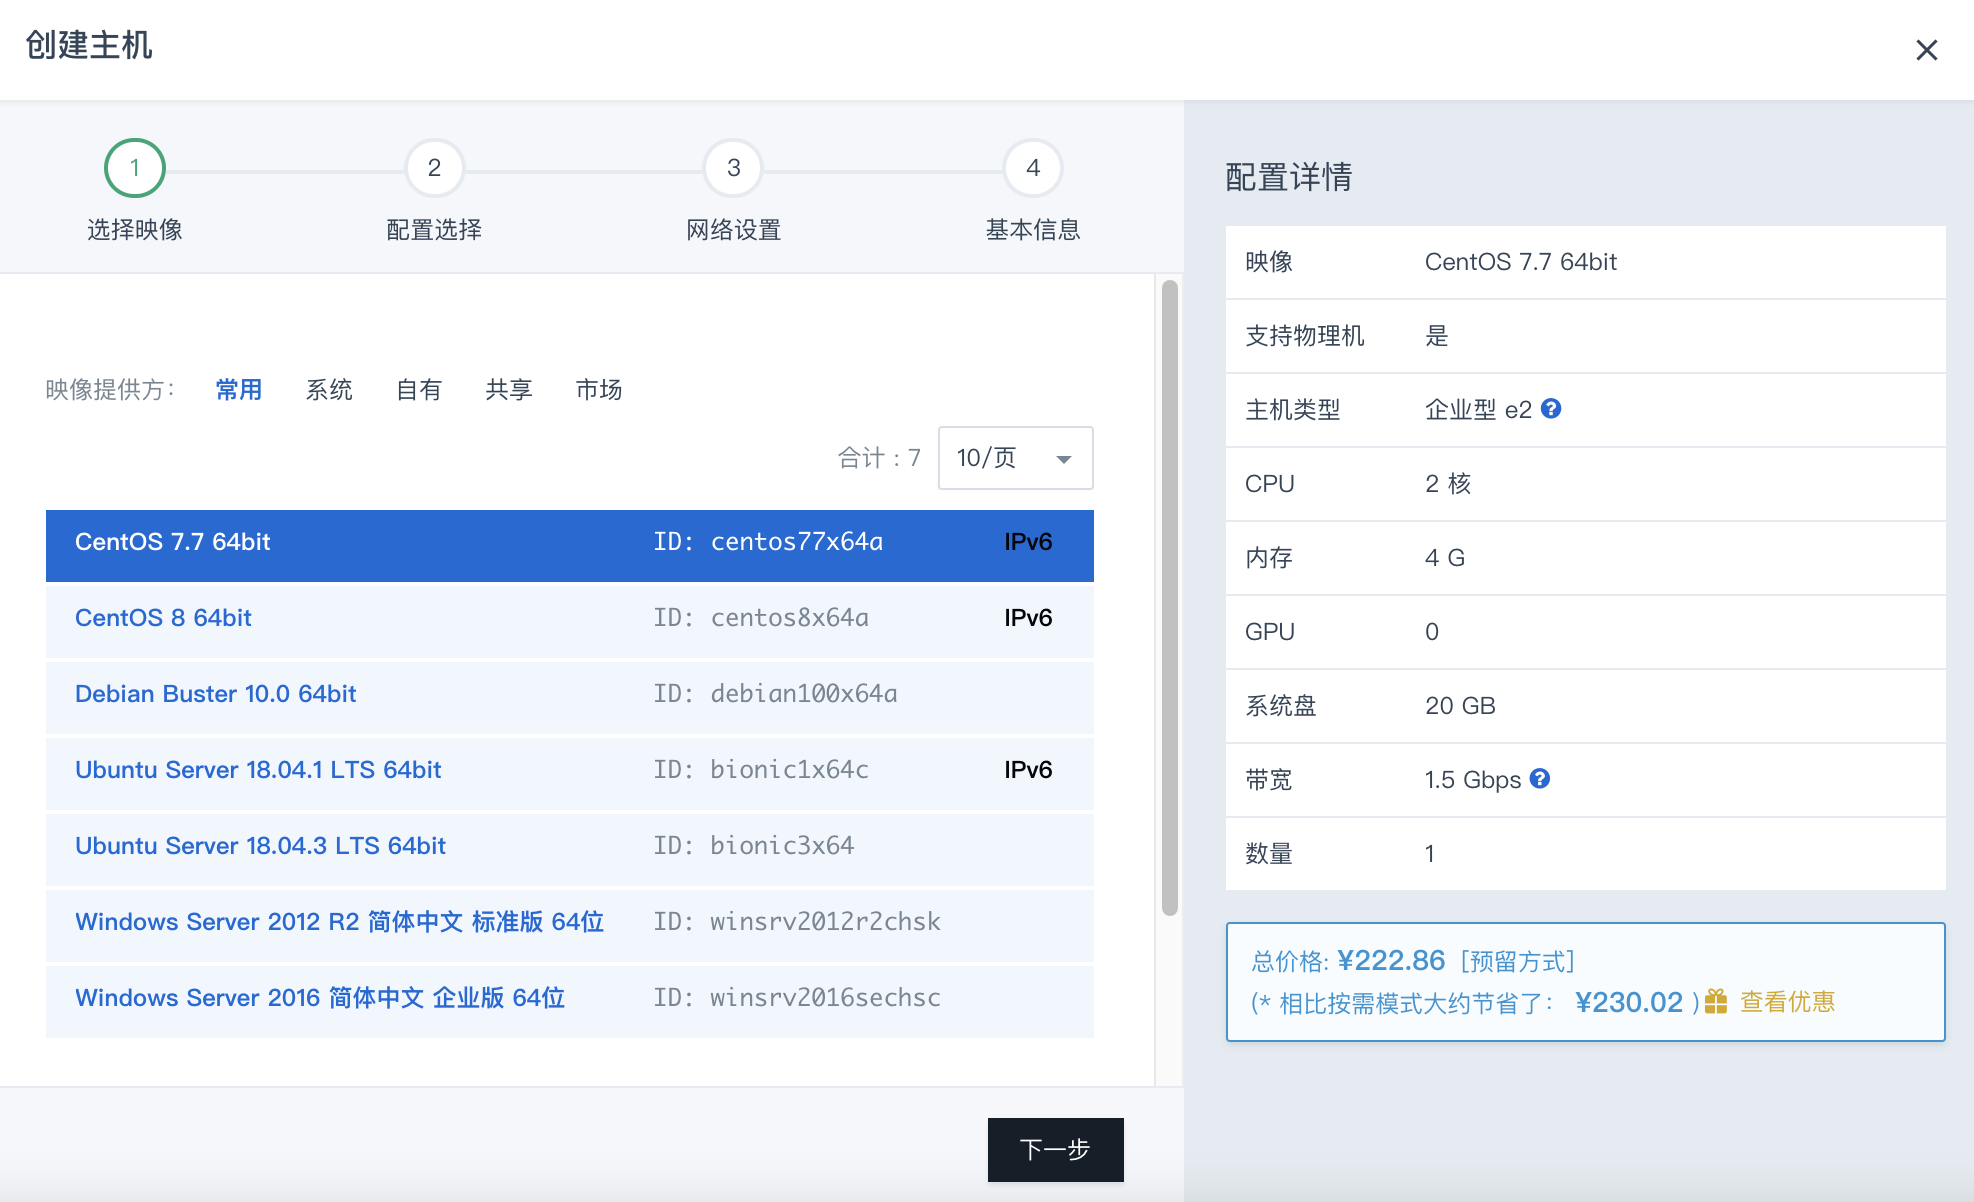 创建主机
1
2
3
4
选择映像
配置选择
网络设置
基本信息
映像提供方: 常用 系统 自有 共享 市场
合计 : 7 10/页
CentOS 7.7 64bit ID: centos77x64a IPv6
CentOS 8 64bit ID: centos8x64a IPv6
Debian Buster 10.0 64bit ID: debian100x64a
Ubuntu Server 18.04.1 LTS 64bit ID: bionic1x64c IPv6
Ubuntu Server 18.04.3 LTS 64bit ID: bionic3x64
Windows Server 2012 R2 简体中文 标准版 64位 ID: winsrv2012r2chsk
Windows Server 2016 简体中文 企业版 64位 ID: winsrv2016sechsc
下一步
配置详情
映像 CentOS 7.7 64bit
支持物理机 是
主机类型 企业型 e2 ?
CPU 2 核
内存 4 G
GPU 0
系统盘 20 GB
带宽 1.5 Gbps ?
数量 1
总价格: ¥222.86 [预留方式]
(* 相比按需模式大约节省了: ¥230.02 ) 查看优惠